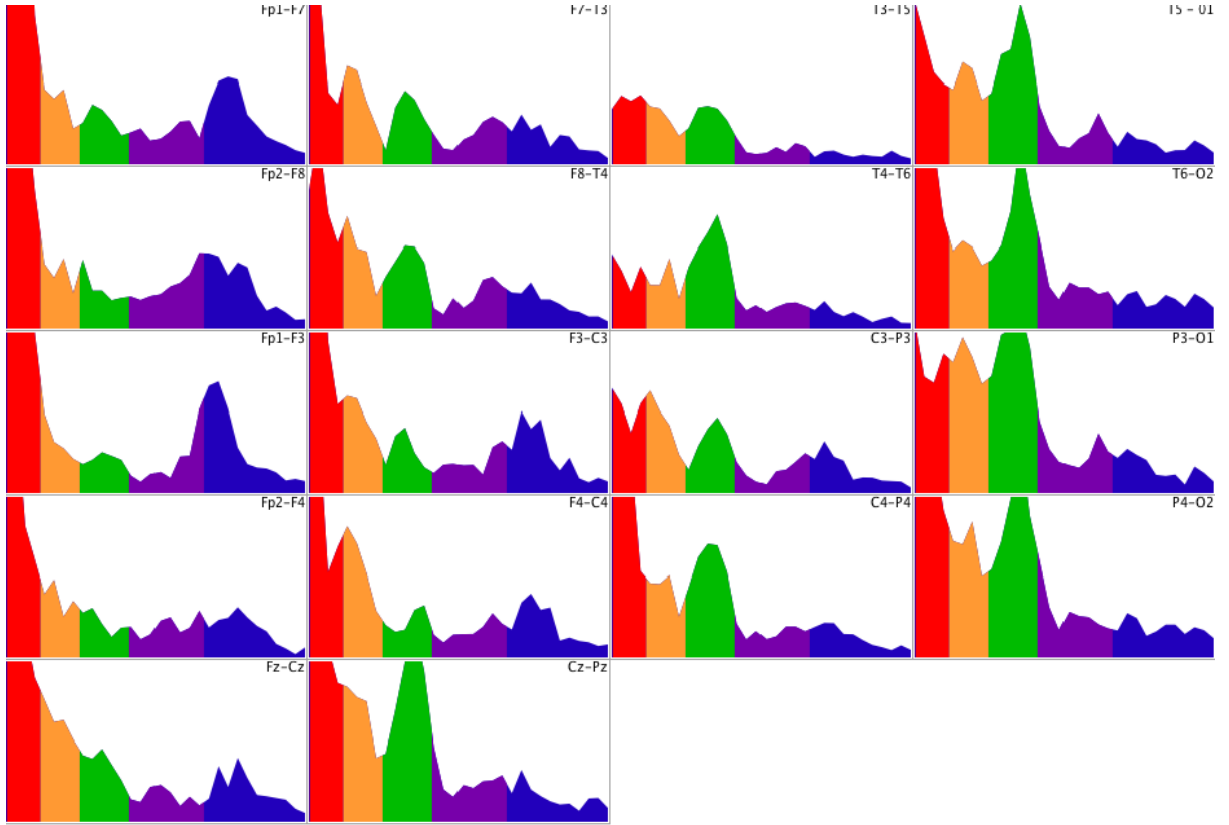 Fp1-F7 F7-T3 T3-T5 T5 - O1
Fp2-F8 F8-T4 T4-T6 T6-O2
Fp1-F3 F3-C3 C3-P3 P3-O1
Fp2-F4 F4-C4 C4-P4 P4-O2
Fz-Cz Cz-Pz